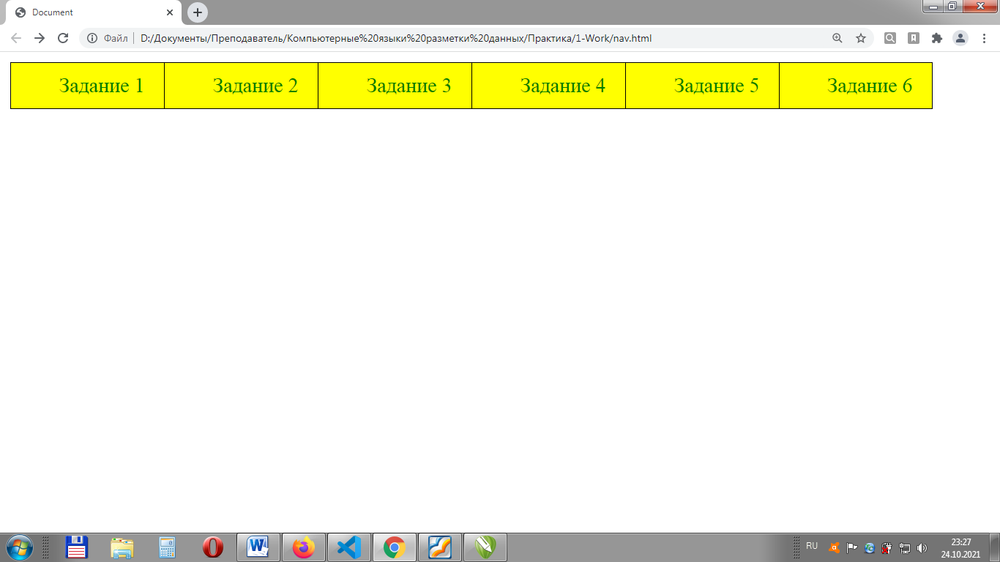 Document
Файл D:/Документы/Преподаватель/Компьютерные%20языки%20разметки%20данных/Практика/1-Work/nav.html
Задание 1 Задание 2 Задание 3 Задание 4 Задание 5 Задание 6
RU 23:27
24.10.2021